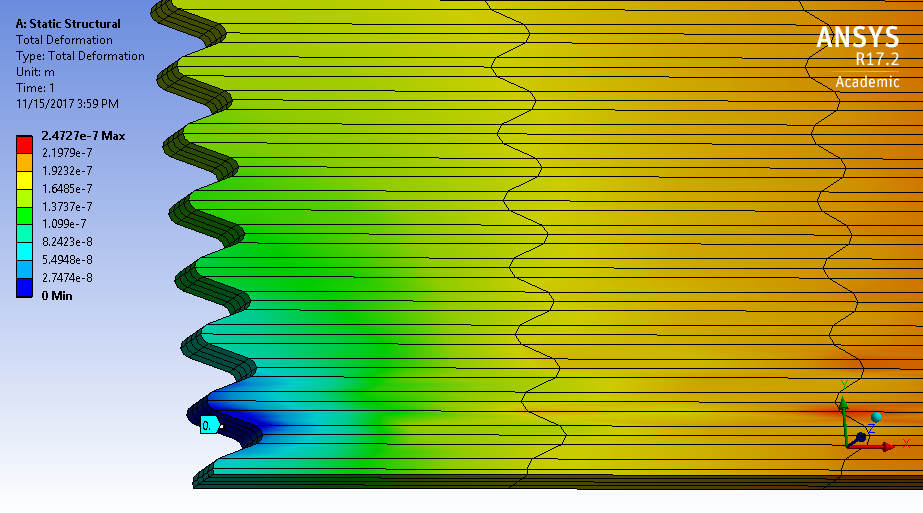 A: Static Structural
Total Deformation
Type: Total Deformation
Unit: m
Time: 1
11/15/2017 3:59 PM
2.4727e-7 Max
2.1979e-7
1.9232e-7
1.6485e-7
1.3737e-7
1.099e-7
8.2423e-8
5.4948e-8
2.7474e-8
0 Min
ANSYS
R17.2
Academic
0.
Y
Z
X